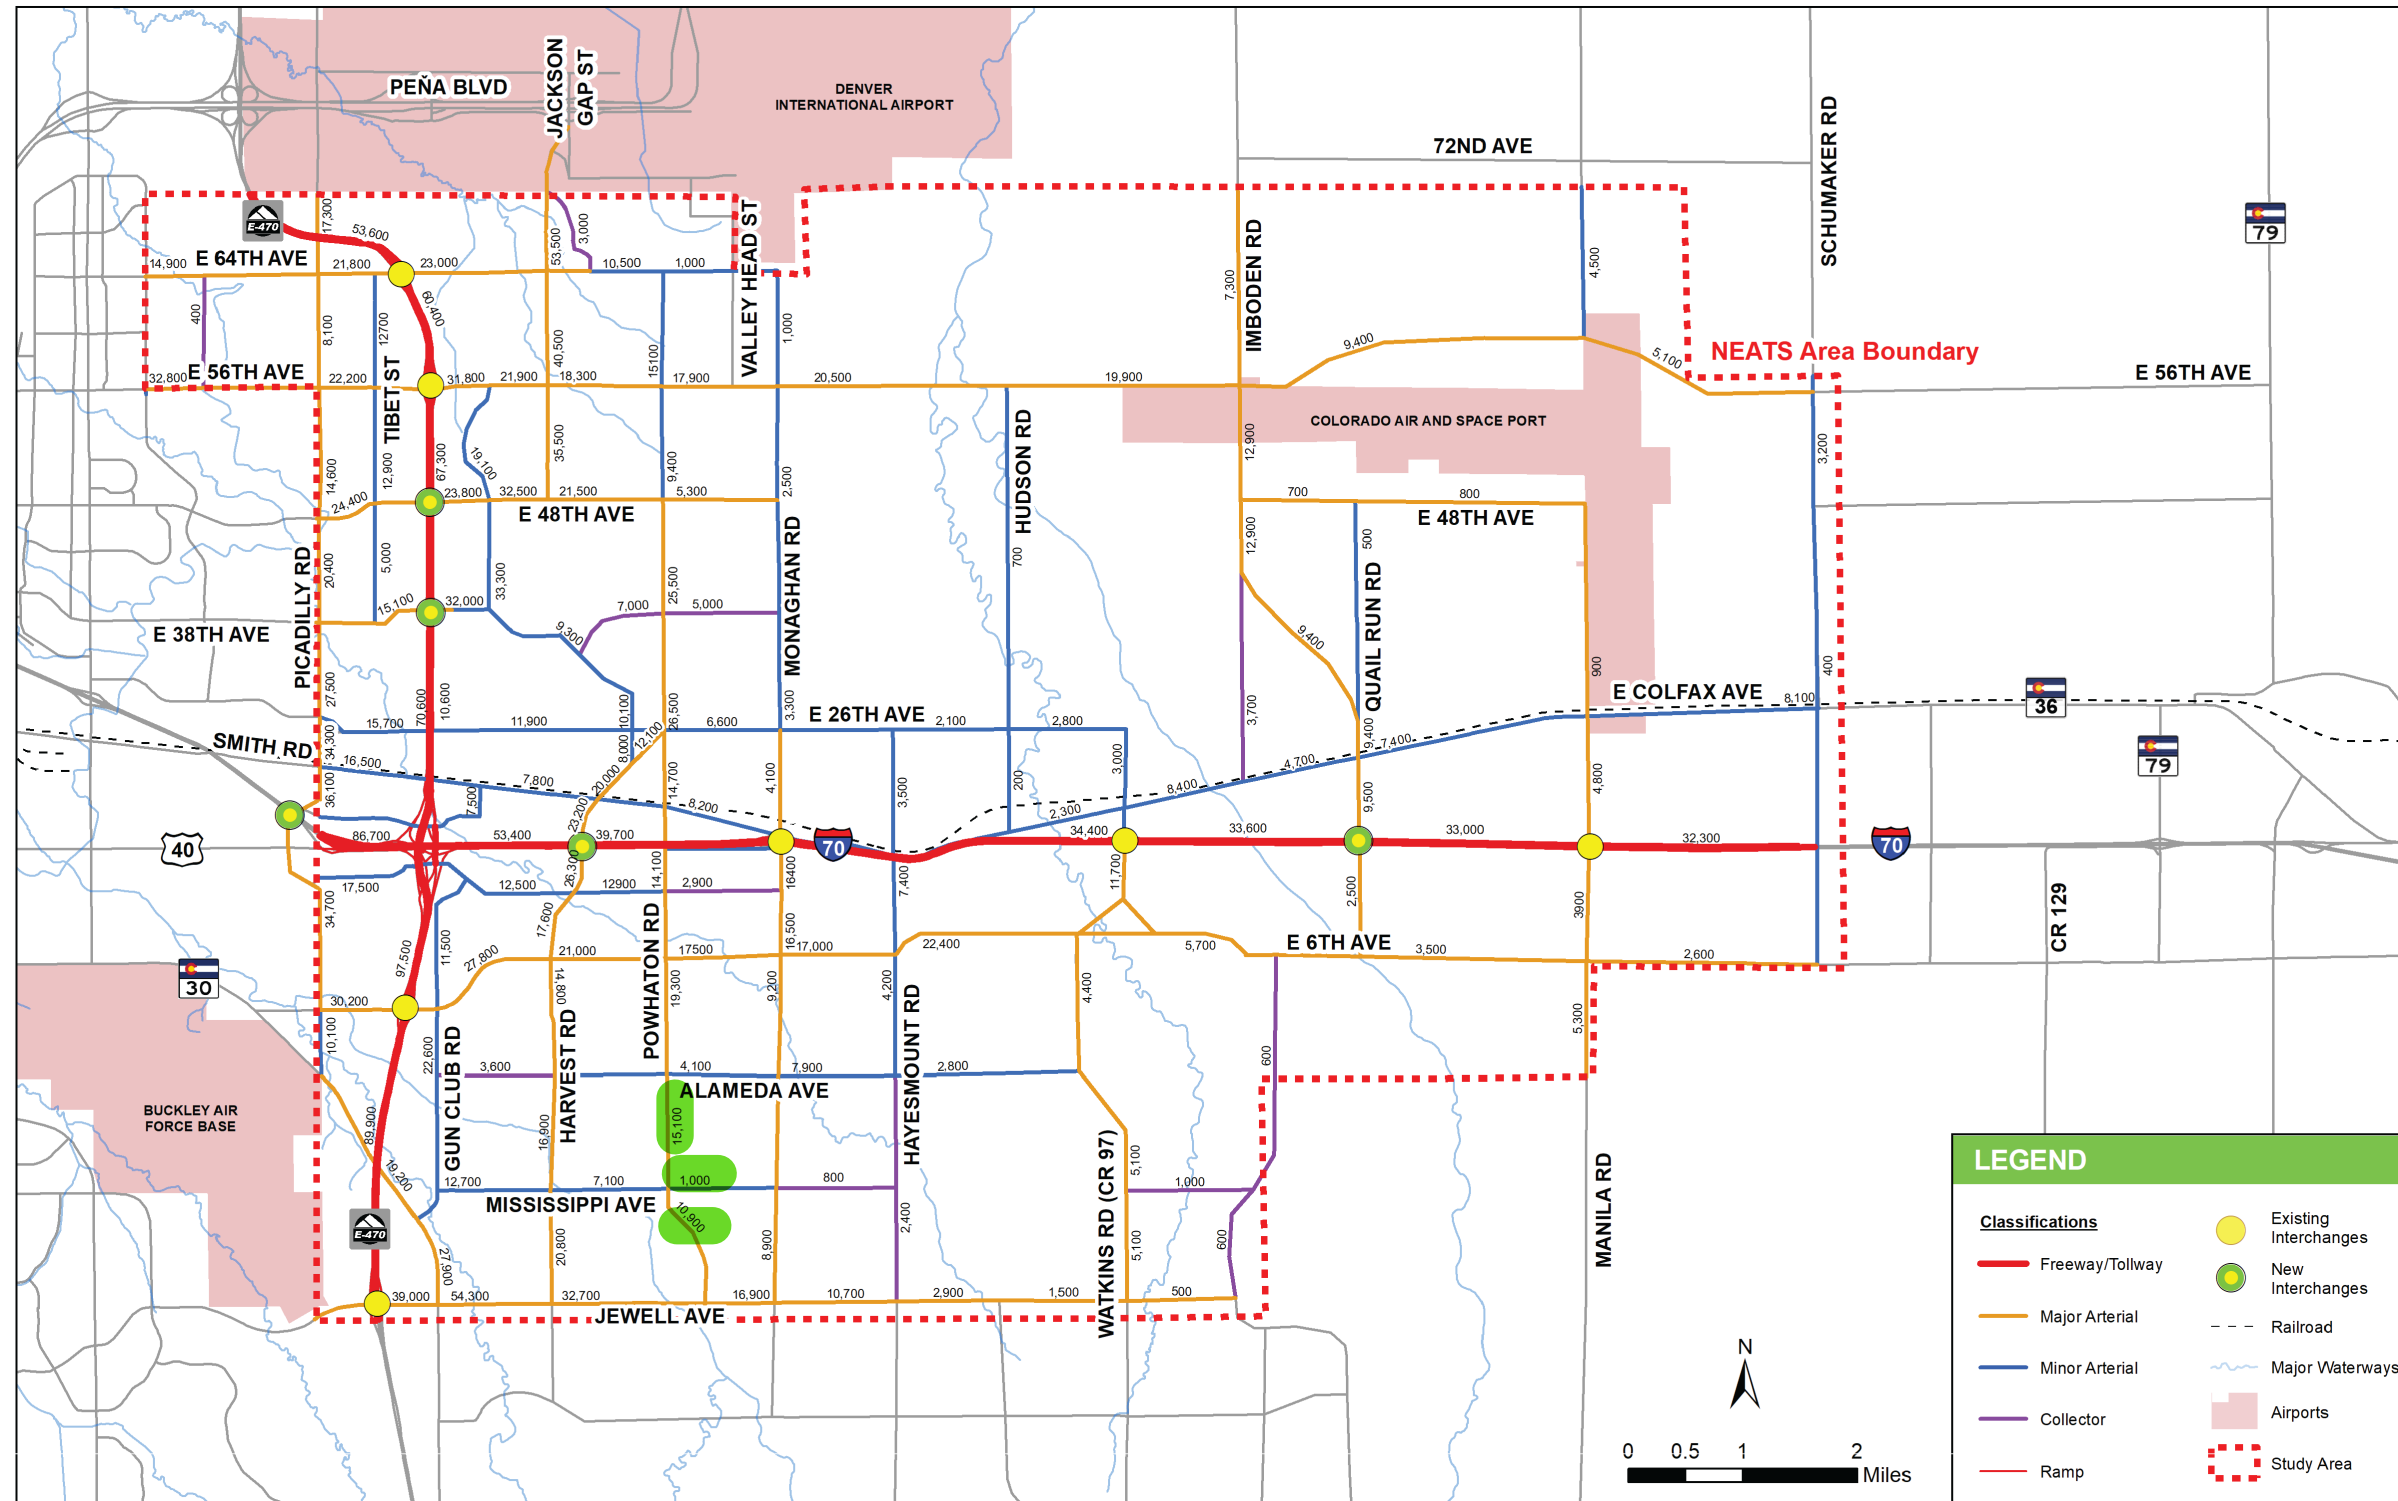 PEÑA BLVD
JACKSON
GAP ST
DENVER
INTERNATIONAL AIRPORT
72ND AVE
SCHUMAKER RD
79
E-470
17,300
53,600
53,500
3,000
VALLEY HEAD ST
IMBODEN RD
7,300
4,500
14,900
E 64TH AVE
21,800
23,000
10,500
1,000
400
8,100
12700
60,400
40,500
15100
1,000
9,400
5,100
NEATS Area Boundary
32,800
E 56TH AVE
22,200
31,800
21,900
18,300
17,900
20,500
19,900
E 56TH AVE
TIBET ST
COLORADO AIR AND SPACE PORT
14,600
12,900
67,300
19,100
35,500
9,400
2,500
HUDSON RD
12,900
3,200
24,400
23,800
32,500
21,500
5,300
700
800
E 48TH AVE
E 48TH AVE
PICADILLY RD
20,400
5,000
33,300
25,500
MONAGHAN RD
700
12,900
500
QUAIL RUN RD
15,100
32,000
7,000
5,000
E 38TH AVE
9,300
9,400
27,500
70,600
10,600
10,100
26,500
3,300
3,700
900
400
E COLFAX AVE
8,100
36
15,700
11,900
6,600
E 26TH AVE
2,100
2,800
SMITH RD
34,300
8,000
12,100
9,400
7,400
79
16,500
7,800
20,000
14,700
4,100
3,500
200
3,000
4,700
36,100
7,500
23,200
8,200
2,300
8,400
9,500
4,800
40
86,700
53,400
39,700
70
34,400
33,600
33,000
32,300
70
17,500
12,500
26,300
12900
14,100
2,900
16400
7,400
11,700
2,500
3900
CR 129
34,700
97,500
11,500
17,600
POWHATON RD
16,500
30
27,800
21,000
17500
17,000
22,400
5,700
E 6TH AVE
3,500
2,600
30,200
14,800
19,300
9,200
4,200
4,400
5,300
10,100
22,600
GUN CLUB RD
HARVEST RD
HAYESMOUNT RD
600
3,600
4,100
7,900
2,800
ALAMEDA AVE
BUCKLEY AIR
FORCE BASE
89,900
16,900
15,100
WATKINS RD (CR 97)
5,100
MANILA RD
LEGEND
19,200
12,700
7,100
1,000
800
1,000
MISSISSIPPI AVE
10,900
E-470
27,900
20,800
8,900
2,400
5,100
600
39,000
54,300
32,700
16,900
10,700
2,900
1,500
500
JEWELL AVE
Classifications
Freeway/Tollway
Major Arterial
Minor Arterial
Collector
Ramp
Existing
Interchanges
New
Interchanges
Railroad
Major Waterways
Airports
Study Area
N
0 0.5 1 2
Miles